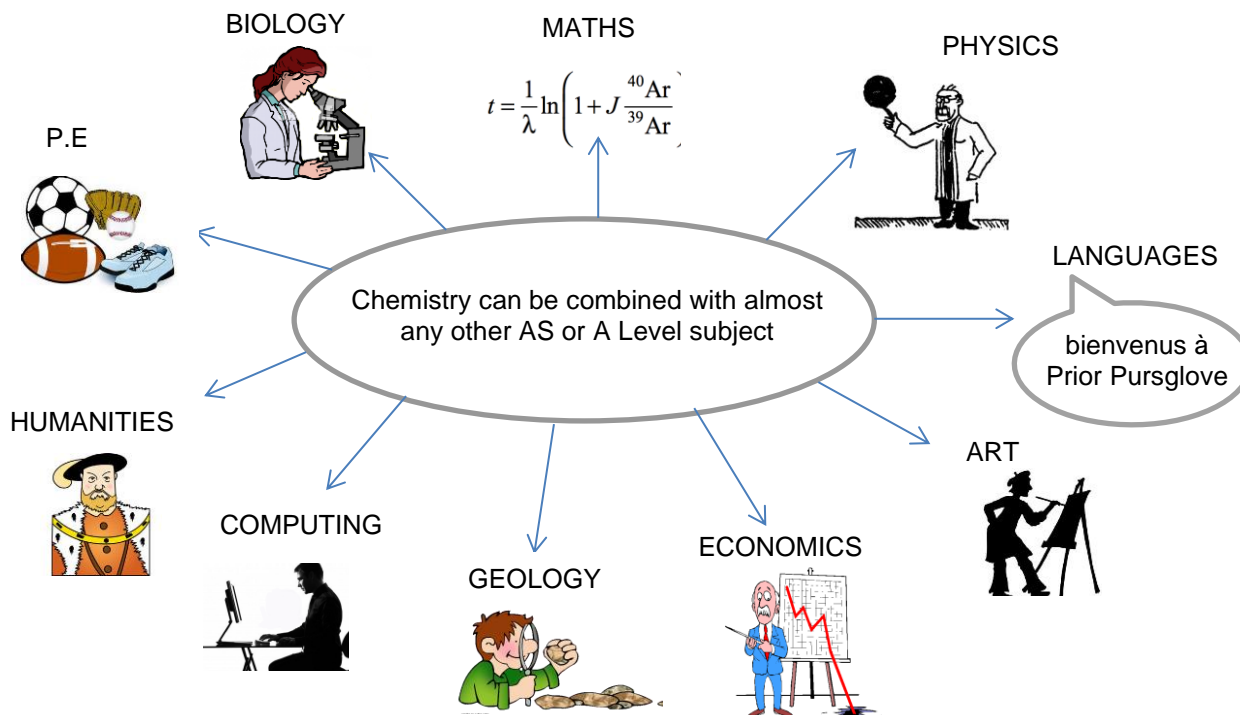 BIOLOGY
MATHS
PHYSICS
t = 1/λ ln(1 + J ⁴⁰Ar/³⁹Ar)
P.E
LANGUAGES
Chemistry can be combined with almost
any other AS or A Level subject
bienvenus à
Prior Pursglove
HUMANITIES
ART
COMPUTING
ECONOMICS
GEOLOGY